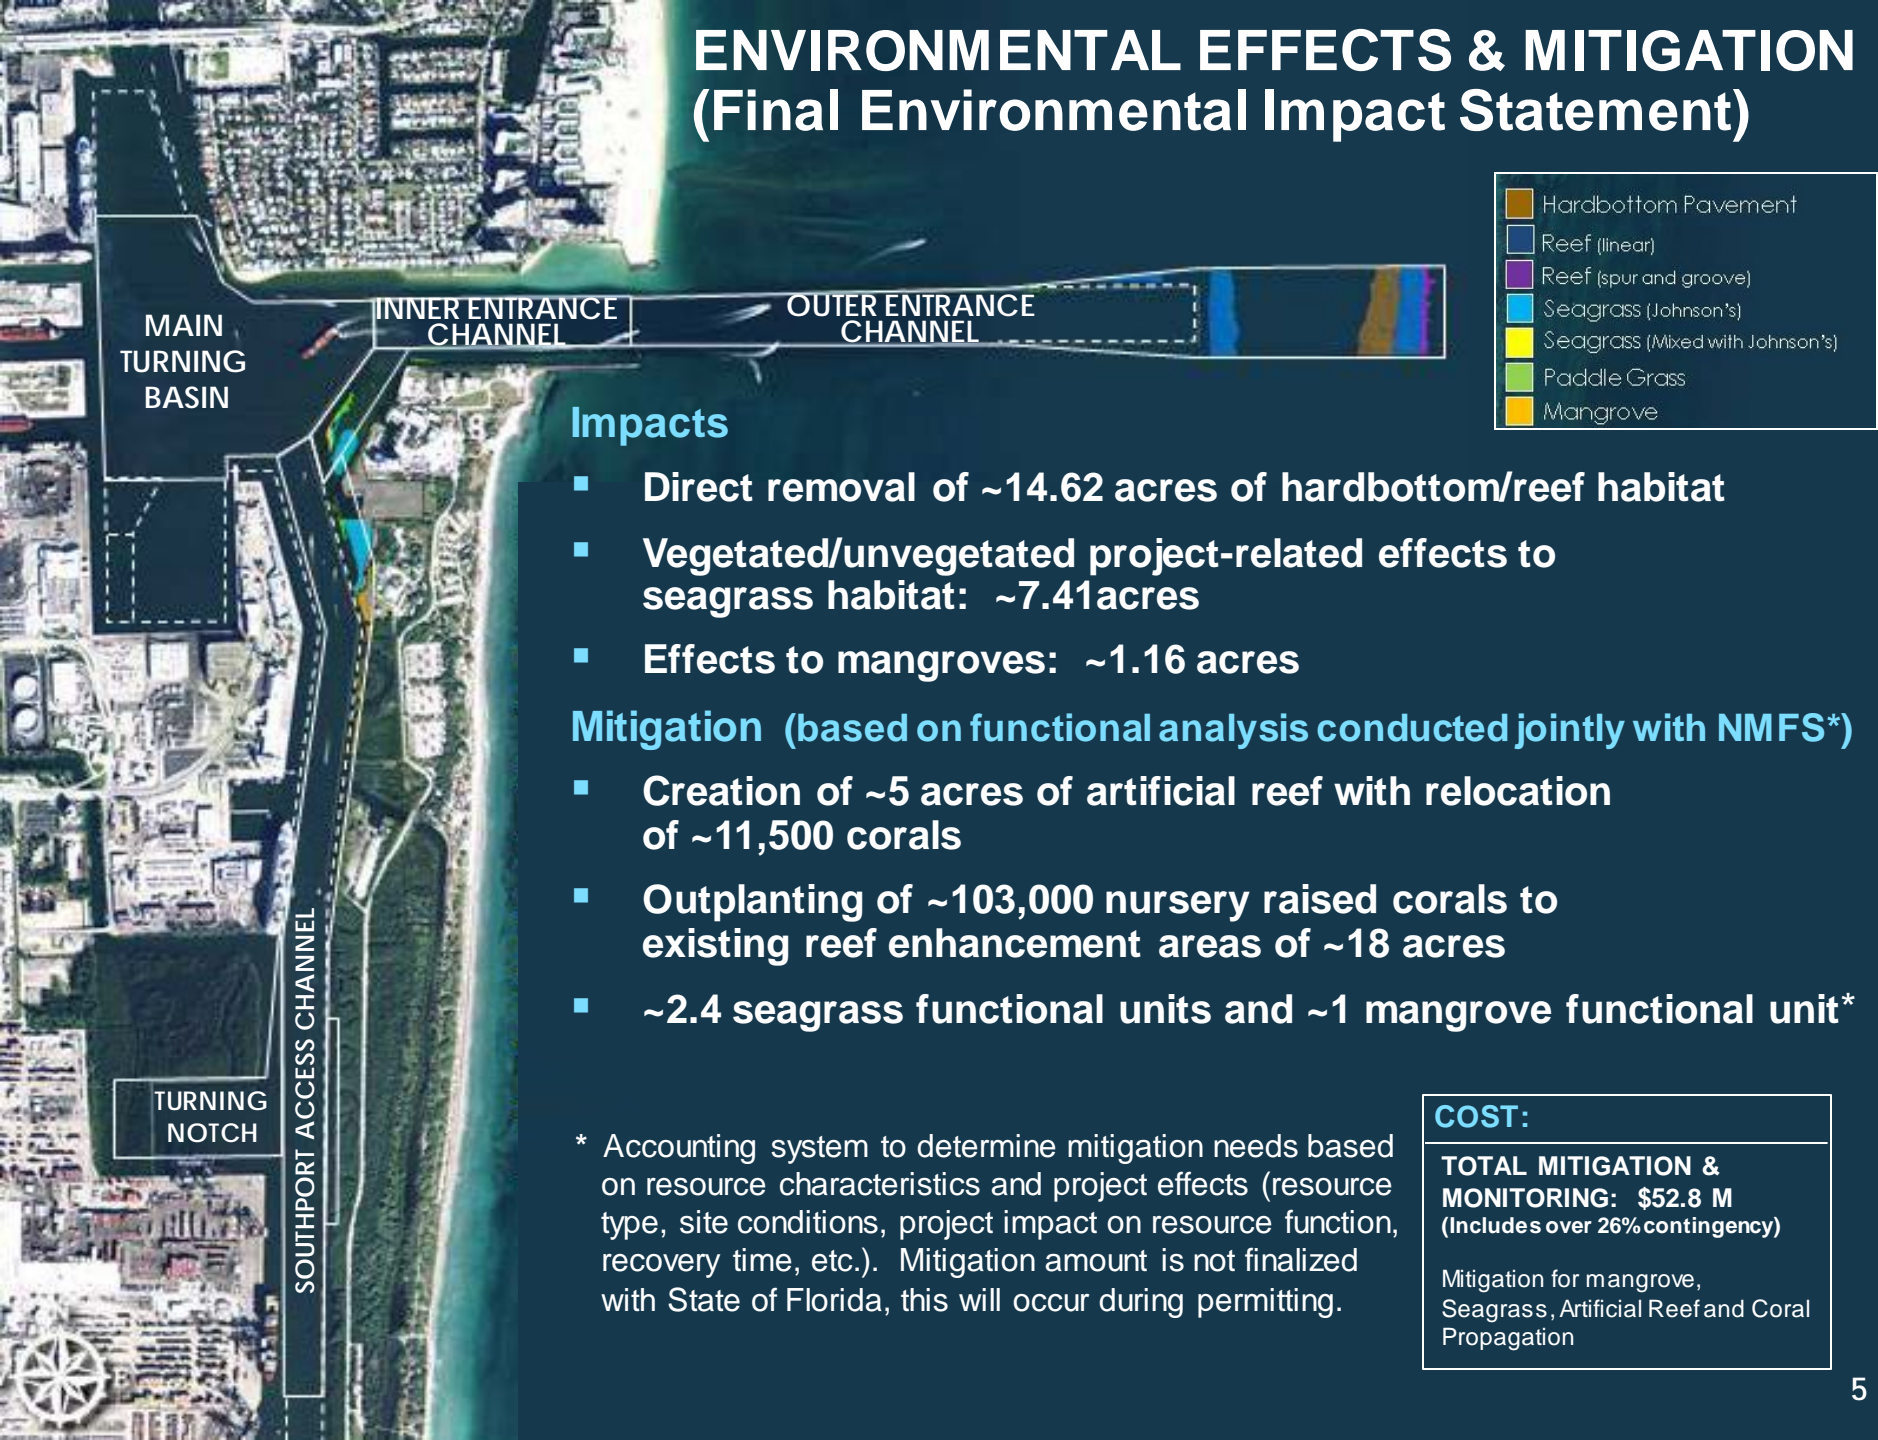 ENVIRONMENTAL EFFECTS & MITIGATION
(Final Environmental Impact Statement)
Hardbottom Pavement
Reef (linear)
Reef (spur and groove)
Seagrass (Johnson's)
Seagrass (Mixed with Johnson's)
Paddle Grass
Mangrove
MAIN
TURNING
BASIN
INNER ENTRANCE
CHANNEL
OUTER ENTRANCE
CHANNEL
Impacts
▪ Direct removal of ~14.62 acres of hardbottom/reef habitat
▪ Vegetated/unvegetated project-related effects to
seagrass habitat: ~7.41acres
▪ Effects to mangroves: ~1.16 acres
Mitigation (based on functional analysis conducted jointly with NMFS*)
▪ Creation of ~5 acres of artificial reef with relocation
of ~11,500 corals
▪ Outplanting of ~103,000 nursery raised corals to
existing reef enhancement areas of ~18 acres
▪ ~2.4 seagrass functional units and ~1 mangrove functional unit*
SOUTHPORT ACCESS CHANNEL
TURNING
NOTCH
* Accounting system to determine mitigation needs based
on resource characteristics and project effects (resource
type, site conditions, project impact on resource function,
recovery time, etc.). Mitigation amount is not finalized
with State of Florida, this will occur during permitting.
COST:
TOTAL MITIGATION &
MONITORING: $52.8 M
(Includes over 26% contingency)
Mitigation for mangrove,
Seagrass, Artificial Reef and Coral
Propagation
5